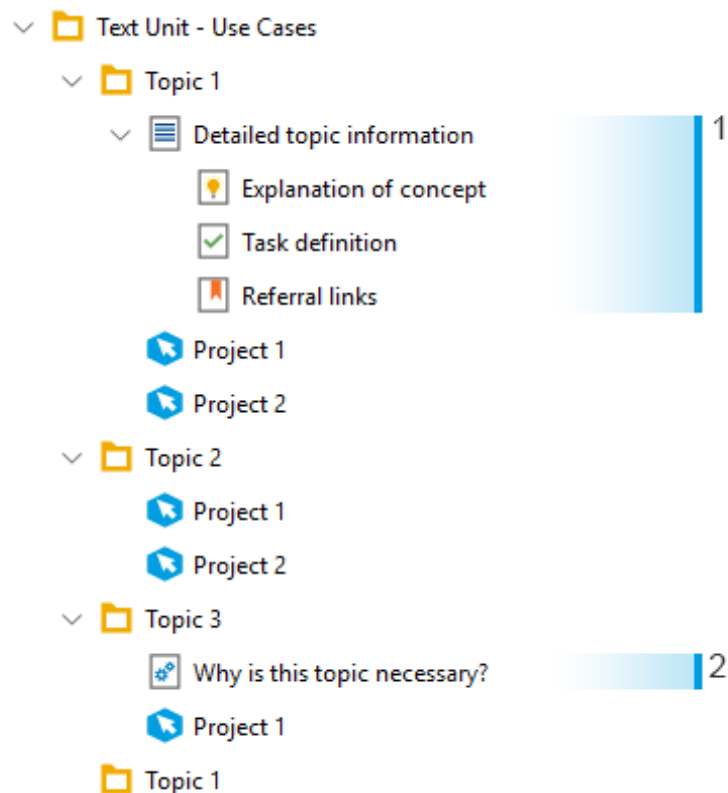 Text Unit - Use Cases
Topic 1
Detailed topic information 1
Explanation of concept
Task definition
Referral links
Project 1
Project 2
Topic 2
Project 1
Project 2
Topic 3
Why is this topic necessary? 2
Project 1
Topic 1